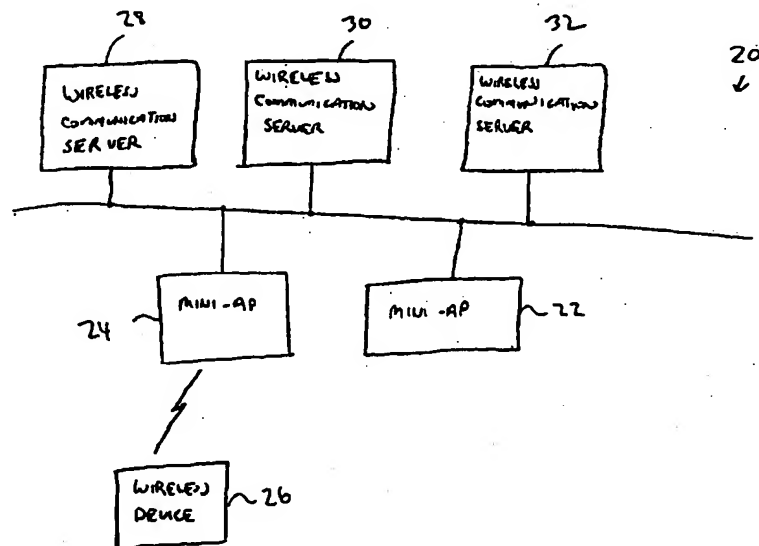 28
30
32
20
WIRELESS
COMMUNICATION
SERVER
WIRELESS
COMMUNICATION
SERVER
WIRELESS
COMMUNICATION
SERVER
MINI-AP
24
MINI-AP
22
WIRELESS
DEVICE
26